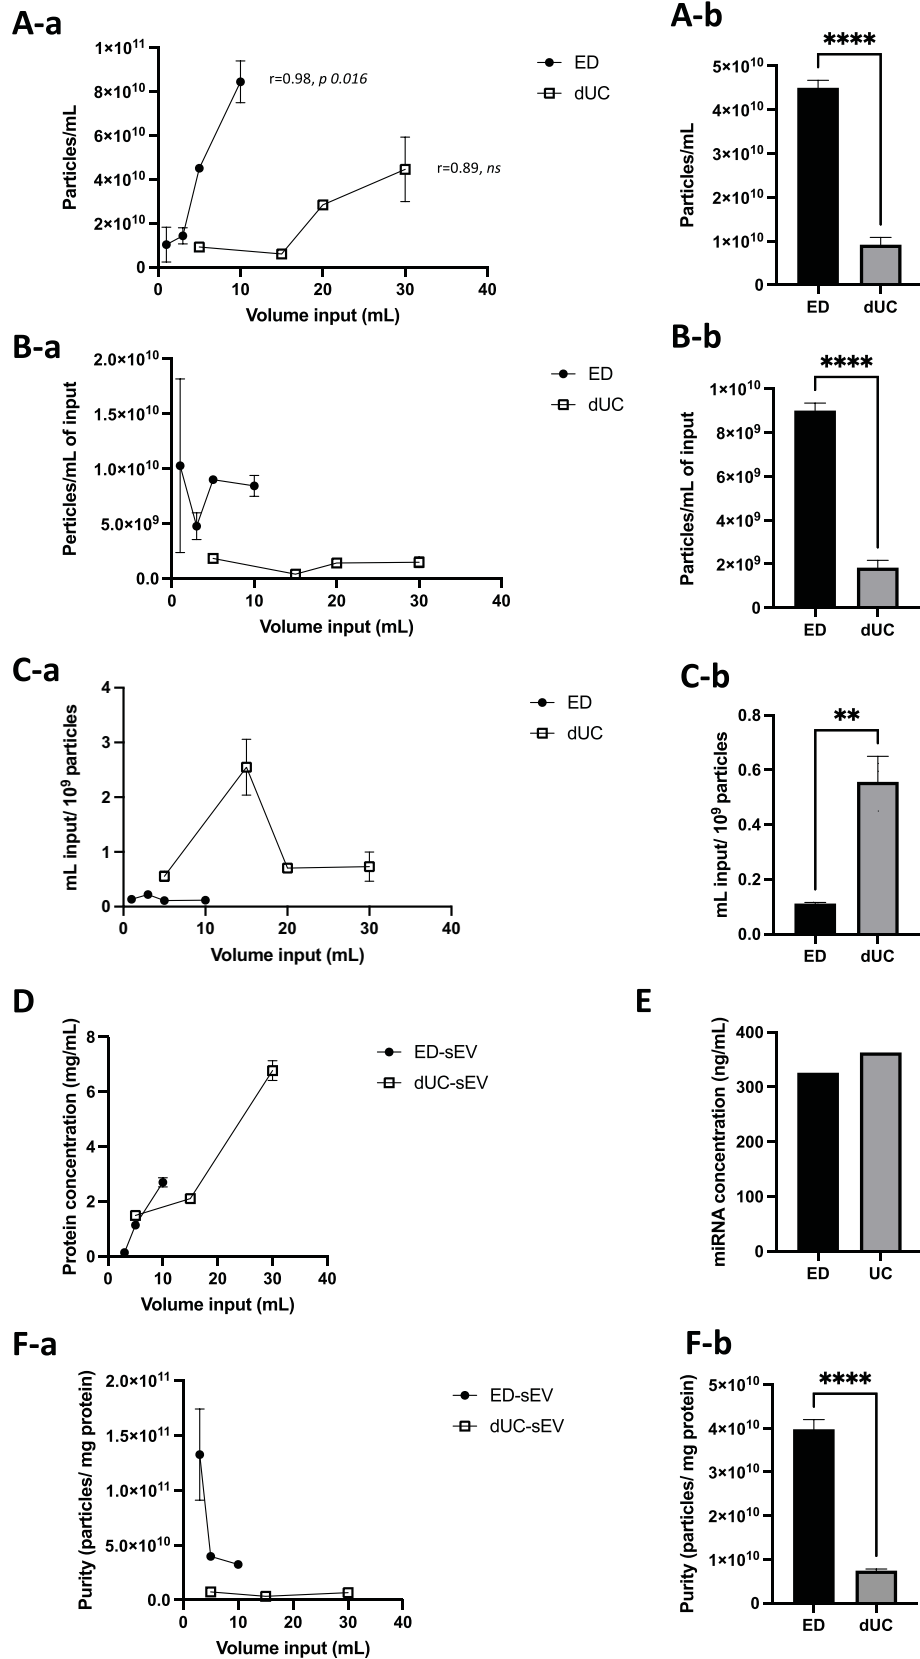 A-a
1×10¹¹
8×10¹⁰
6×10¹⁰
4×10¹⁰
2×10¹⁰
0
Particles/mL
0 10 20 30 40
Volume input (mL)
r=0.98, p 0.016
r=0.89, ns
ED
dUC
A-b
****
5×10¹⁰
4×10¹⁰
3×10¹⁰
2×10¹⁰
1×10¹⁰
0
Particles/mL
ED dUC
B-a
2.0×10¹⁰
1.5×10¹⁰
1.0×10¹⁰
5.0×10⁹
0.0
Perticles/mL of input
0 10 20 30 40
Volume input (mL)
ED
dUC
B-b
****
1×10¹⁰
8×10⁹
6×10⁹
4×10⁹
2×10⁹
0
Particles/mL of input
ED dUC
C-a
4
3
2
1
0
mL input/ 10⁹ particles
0 10 20 30 40
Volume input (mL)
ED
dUC
C-b
**
0.8
0.6
0.4
0.2
0.0
mL input/ 10⁹ particles
ED dUC
D
8
6
4
2
0
Protein concentration (mg/mL)
0 10 20 30 40
Volume input (mL)
ED-sEV
dUC-sEV
E
400
300
200
100
0
miRNA concentration (ng/mL)
ED UC
F-a
2.0×10¹¹
1.5×10¹¹
1.0×10¹¹
5.0×10¹⁰
0.0
Purity (particles/ mg protein)
0 10 20 30 40
Volume input (mL)
ED-sEV
dUC-sEV
F-b
****
5×10¹⁰
4×10¹⁰
3×10¹⁰
2×10¹⁰
1×10¹⁰
0
Purity (particles/ mg protein)
ED dUC